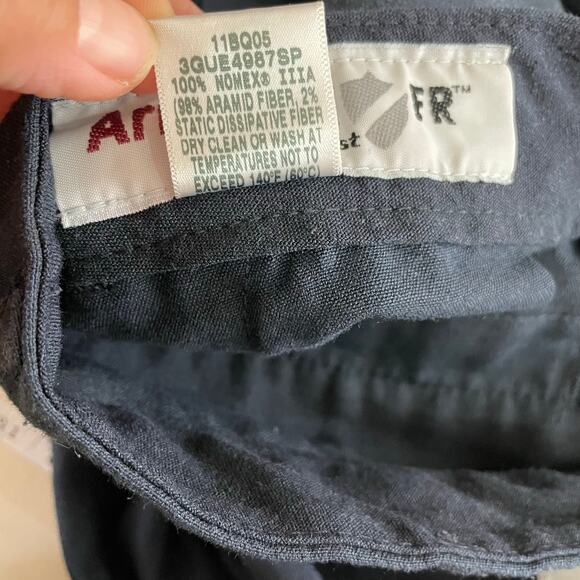 11BQ05
3GUE4987SP
100% NOMEX® IIIA
(98% ARAMID FIBER, 2%
STATIC DISSIPATIVE FIBER
DRY CLEAN OR WASH AT
TEMPERATURES NOT TO
EXCEED 140°F (60°C)
FR™